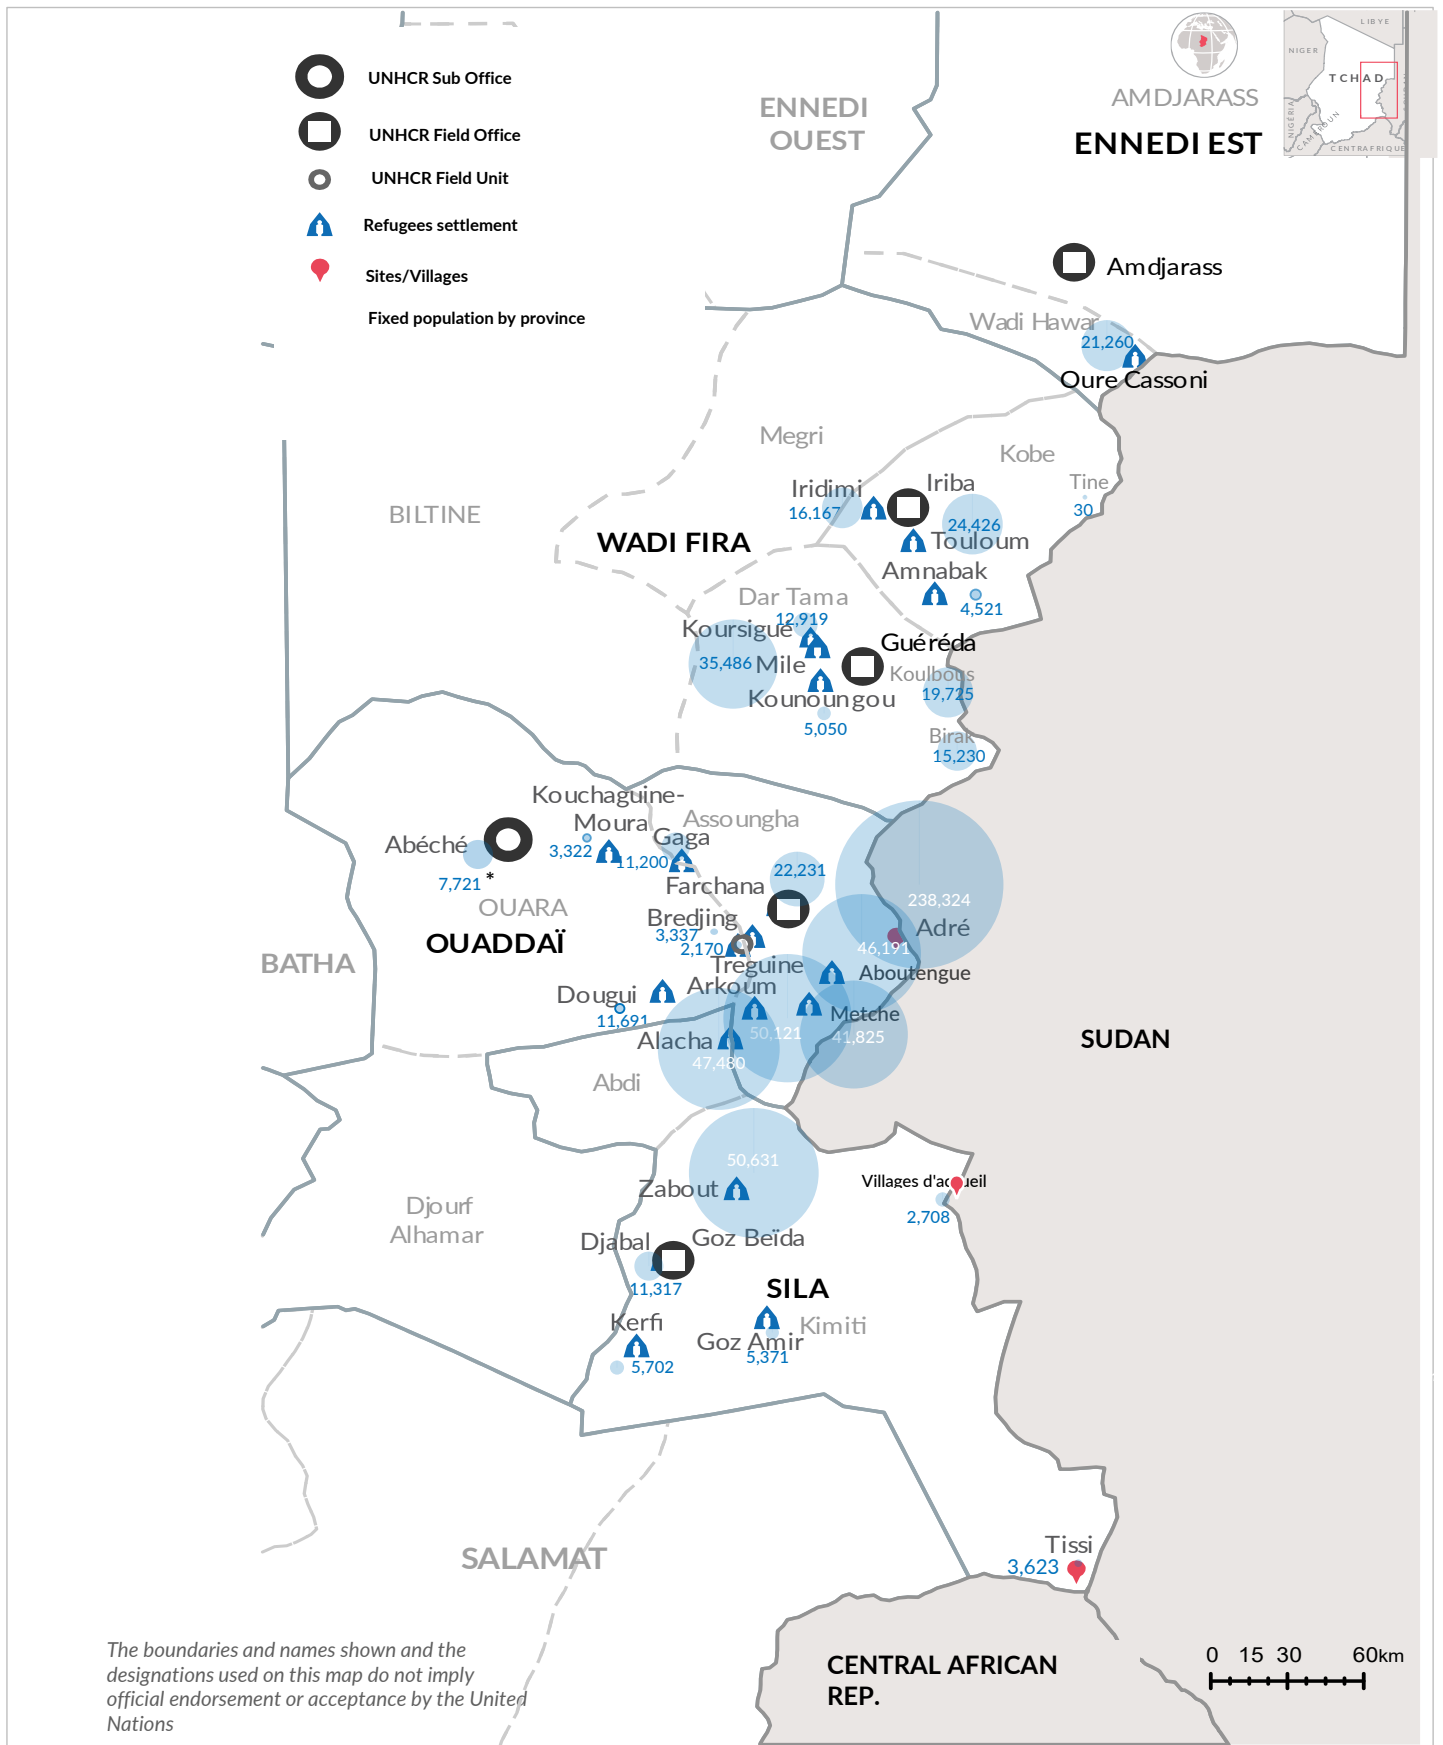 UNHCR Sub Office
UNHCR Field Office
UNHCR Field Unit
Refugees settlement
Sites/Villages
Fixed population by province
ENNEDI
OUEST
AMDJARASS
ENNEDI EST
LIBYE
NIGER
TCHAD
NIGÉRIA
CAMEROUN
CENTRAFRIQUE
Amdjarass
Wadi Hawar
21,260
Oure Cassoni
Megri
Kobe
Tine
30
Iridimi
16,167
Iriba
24,426
Touloum
BILTINE
WADI FIRA
Amnabak
4,521
Dar Tama
12,919
Koursigue
35,486
Mile
Guéréda
Koulbous
19,725
Kounoungou
5,050
Birak
15,230
Kouchaguine-
Moura
3,322
Assoungha
Gaga
11,200
Abéché
7,721 *
22,231
Farchana
OUARA
OUADDAÏ
238,324
Adré
Bredjing
3,337
2,170
46,191
BATHA
Treguine
Aboutengue
Arkoum
Dougui
11,691
Metche
50,121
41,825
Alacha
47,480
SUDAN
Abdi
50,631
Zabout
Villages d'accueil
2,708
Djourf
Alhamar
Djabal
Goz Beïda
11,317
SILA
Kerfi
5,702
Kimiti
Goz Amir
5,371
SALAMAT
Tissi
3,623
The boundaries and names shown and the
designations used on this map do not imply
official endorsement or acceptance by the United
Nations
CENTRAL AFRICAN
REP.
0 15 30 60km